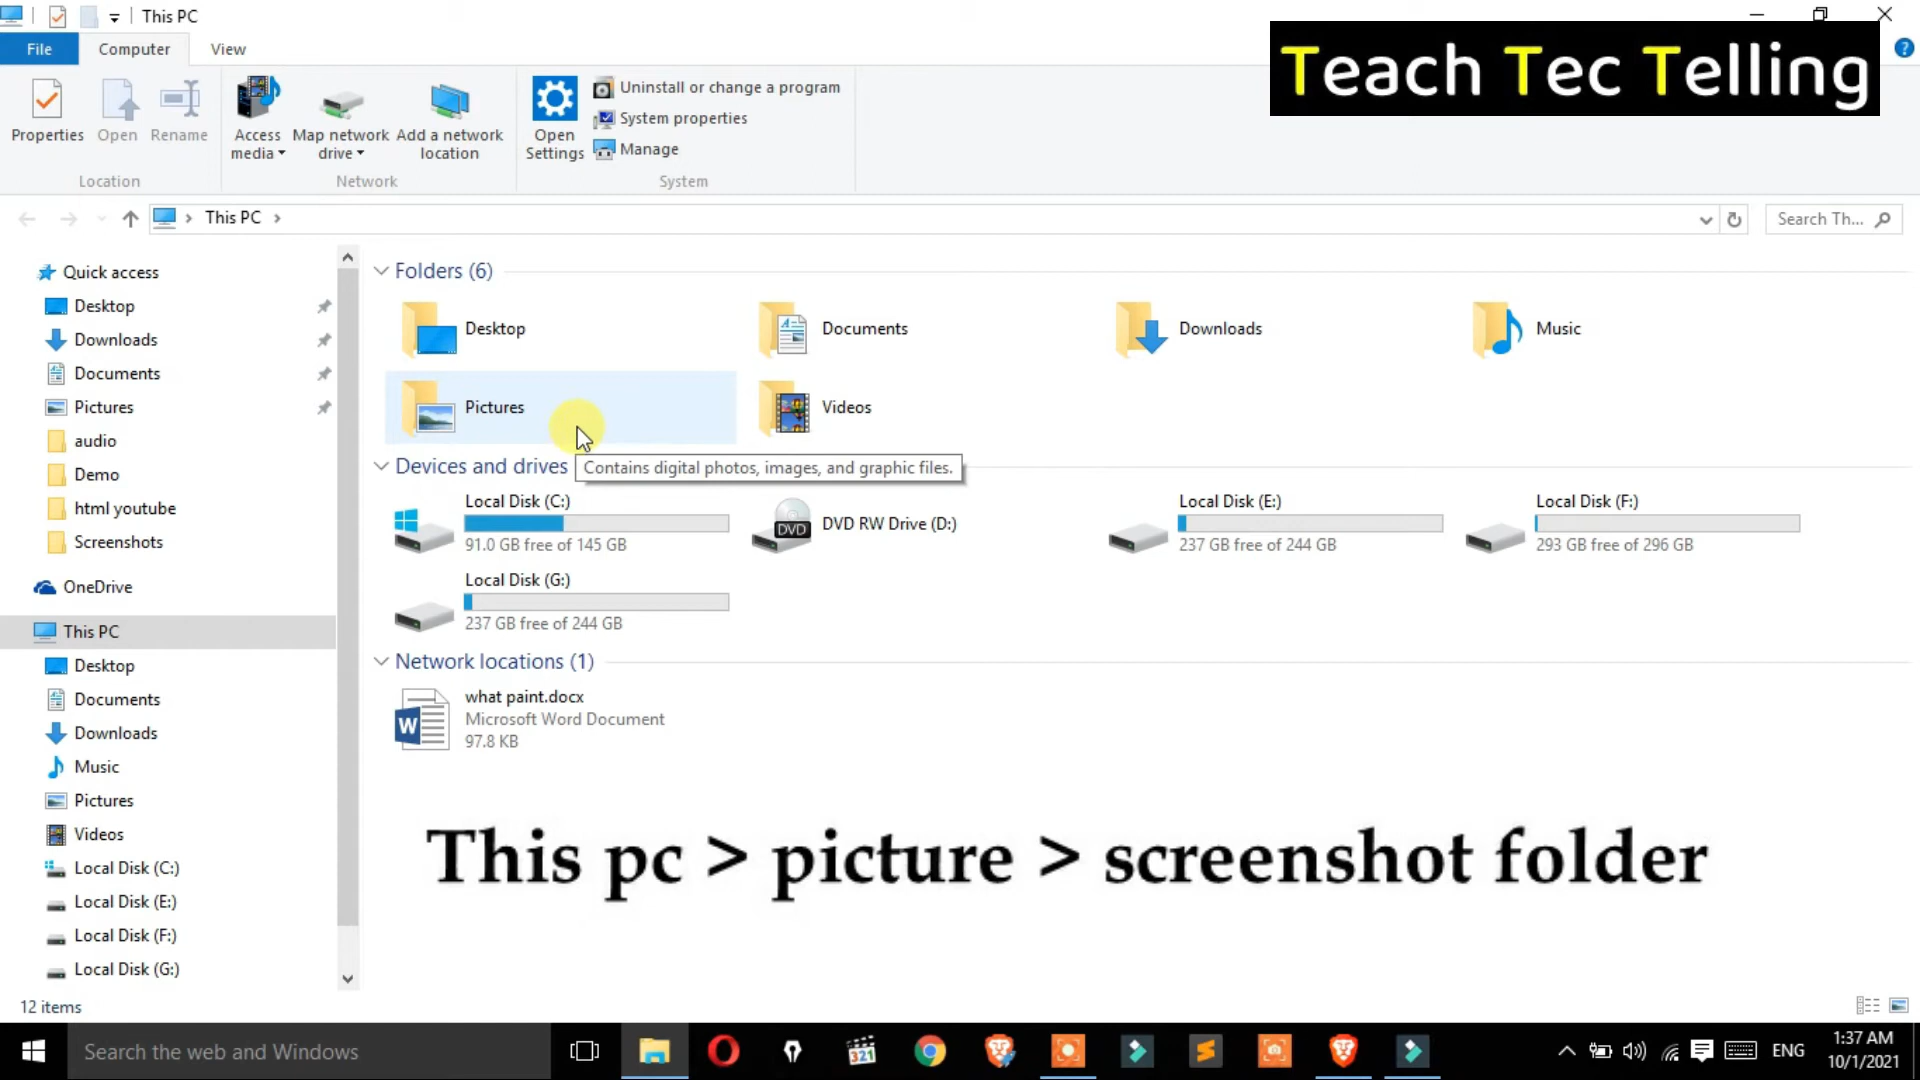 This PC
File
Computer
View
Teach Tec Telling
?
Properties
Open
Rename
Access media
Map network drive
Add a network location
Open Settings
Uninstall or change a program
System properties
Manage
Location
Network
System
This PC
Search Th...
Quick access
Desktop
Downloads
Documents
Pictures
audio
Demo
html youtube
Screenshots
OneDrive
This PC
Desktop
Documents
Downloads
Music
Pictures
Videos
Local Disk (C:)
Local Disk (E:)
Local Disk (F:)
Local Disk (G:)
Folders (6)
Desktop
Documents
Downloads
Music
Pictures
Videos
Devices and drives
Contains digital photos, images, and graphic files.
Local Disk (C:)
91.0 GB free of 145 GB
DVD
DVD RW Drive (D:)
Local Disk (E:)
237 GB free of 244 GB
Local Disk (F:)
293 GB free of 296 GB
Local Disk (G:)
237 GB free of 244 GB
Network locations (1)
W
what paint.docx
Microsoft Word Document
97.8 KB
This pc > picture > screenshot folder
12 items
Search the web and Windows
321
ENG
1:37 AM
10/1/2021